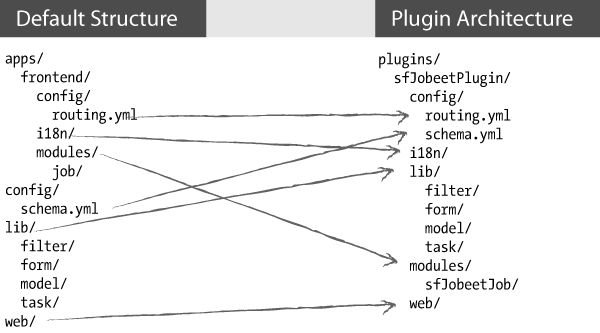 Default Structure
apps/
frontend/
config/
routing.yml
i18n/
modules/
job/
config/
schema.yml
lib/
filter/
form/
model/
task/
web/
Plugin Architecture
plugins/
sfJobeetPlugin/
config/
routing.yml
schema.yml
i18n/
lib/
filter/
form/
model/
task/
modules/
sfJobeetJob/
web/